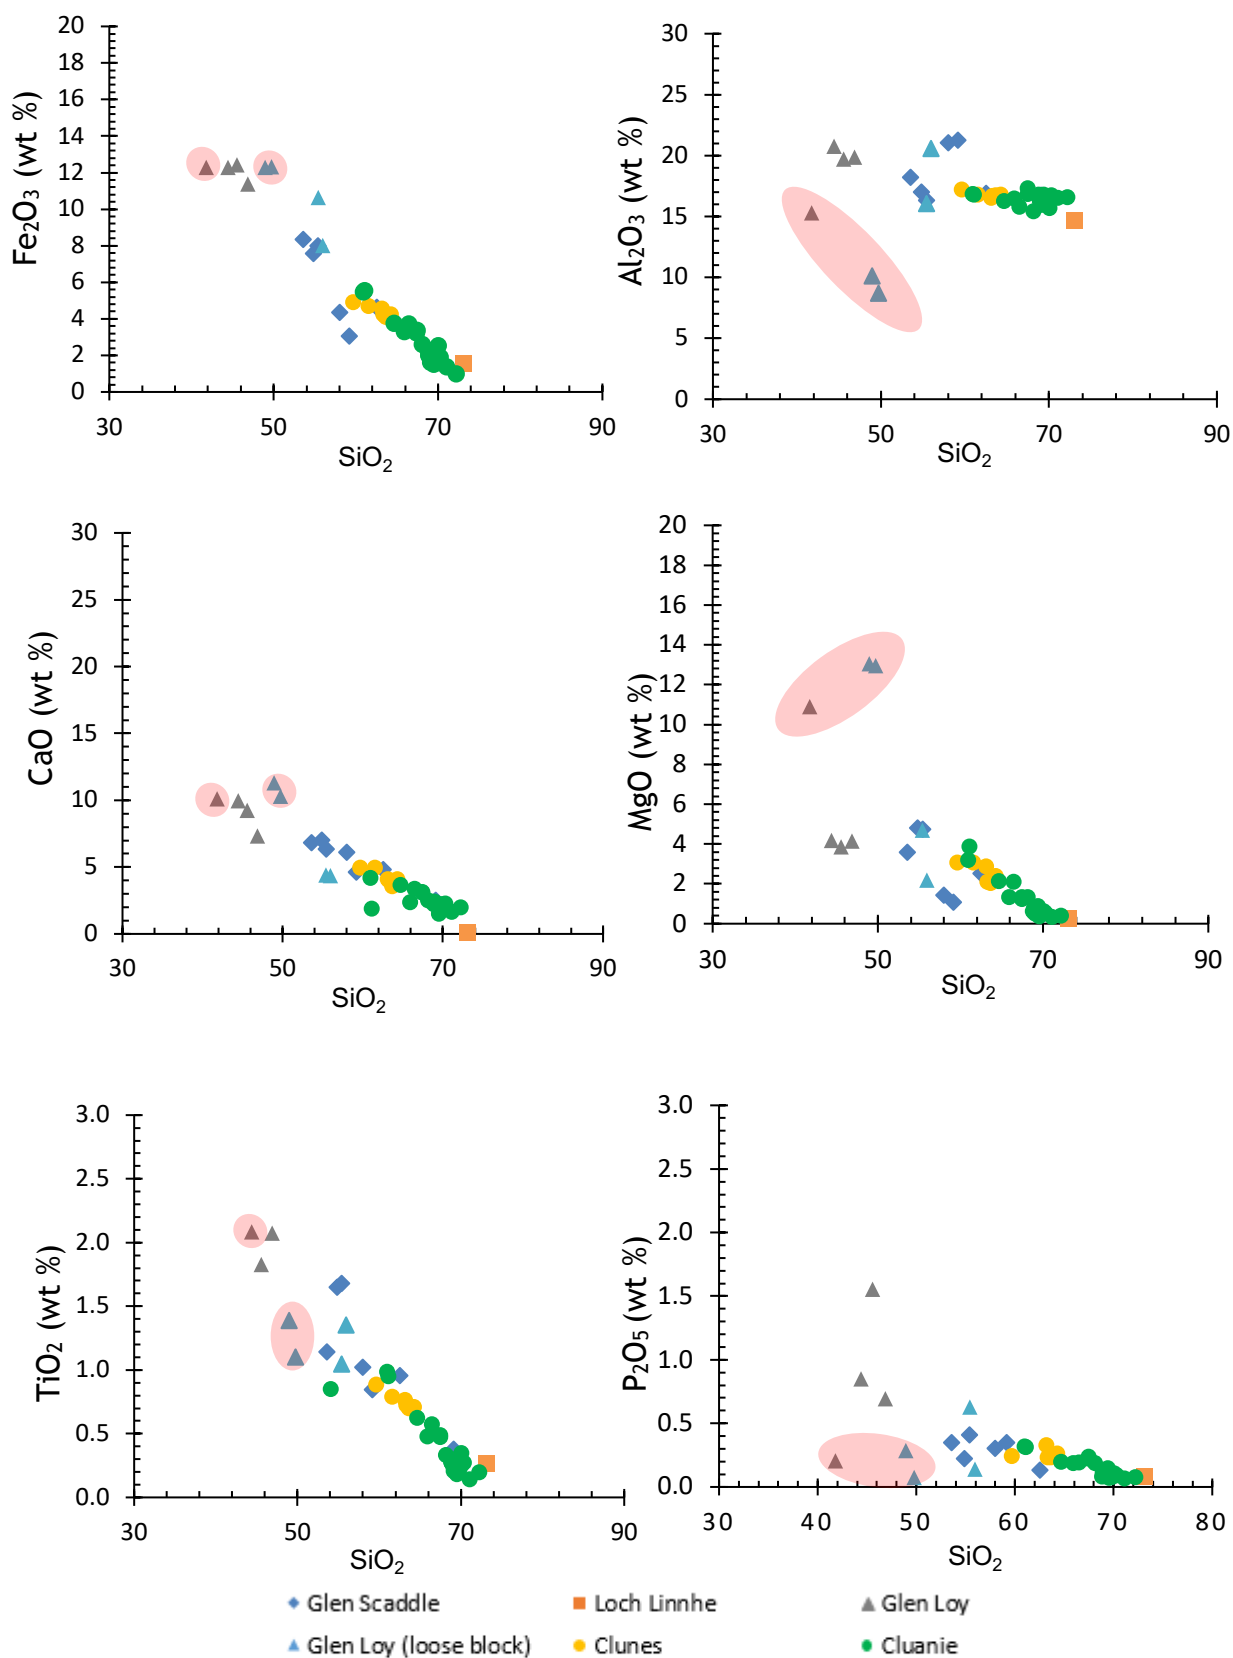 Fe₂O₃ (wt %)
20
18
16
14
12
10
8
6
4
2
0
30 50 70 90
SiO₂
Al₂O₃ (wt %)
30
25
20
15
10
5
0
30 50 70 90
SiO₂
CaO (wt %)
30
25
20
15
10
5
0
30 50 70 90
SiO₂
MgO (wt %)
20
18
16
14
12
10
8
6
4
2
0
30 50 70 90
SiO₂
TiO₂ (wt %)
3.0
2.5
2.0
1.5
1.0
0.5
0.0
30 50 70 90
SiO₂
P₂O₅ (wt %)
3.0
2.5
2.0
1.5
1.0
0.5
0.0
30 40 50 60 70 80
SiO₂
Glen Scaddle Loch Linnhe Glen Loy
Glen Loy (loose block) Clunes Cluanie